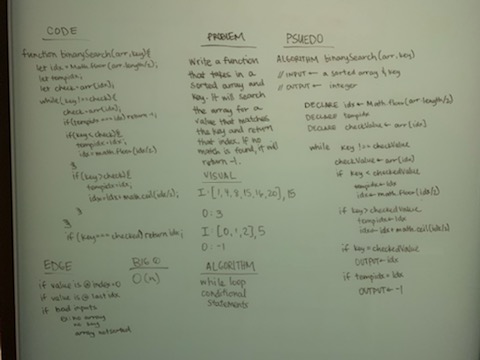 CODE
function binarySearch(arr, key){
let idx = Math.floor(arr.length/2);
let tempidx;
let check = arr[idx];
while(key !== check){
check = arr[idx];
if(tempidx === idx) return -1;
if(key < check){
tempidx = idx;
idx = math.floor(idx/2)
}
if(key > check){
tempidx = idx;
idx = idx + math.ceil(idx/2)
}
}
if(key === checked) return idx;
EDGE
if value is @ index = 0
if value is @ last idx
if bad inputs
no array
no key
array not sorted
BIG O
O(n)
PROBLEM
Write a function
that takes in a
sorted array and
key. It will search
the array for a
value that matches
the key and return
that index. If no
match is found, it will
return -1.
VISUAL
I: [1,4,8,15,16,20], 15
O: 3
I: [0,1,2], 5
O: -1
ALGORITHM
while loop
conditional
statements
PSUEDO
ALGORITHM binarySearch(arr, key)
// INPUT ← a sorted array & key
// OUTPUT ← integer
DECLARE idx ← Math.floor(arr.length/2)
DECLARE tempidx
DECLARE checkValue ← arr[idx]
while key != checkValue
checkValue ← arr[idx]
if key < checkedValue
tempidx ← idx
idx ← math.floor(idx/2)
if key > checkedValue
tempidx ← idx
idx ← idx + math.ceil(idx/2)
if key = checkedValue
OUTPUT ← idx
if tempidx = idx
OUTPUT ← -1